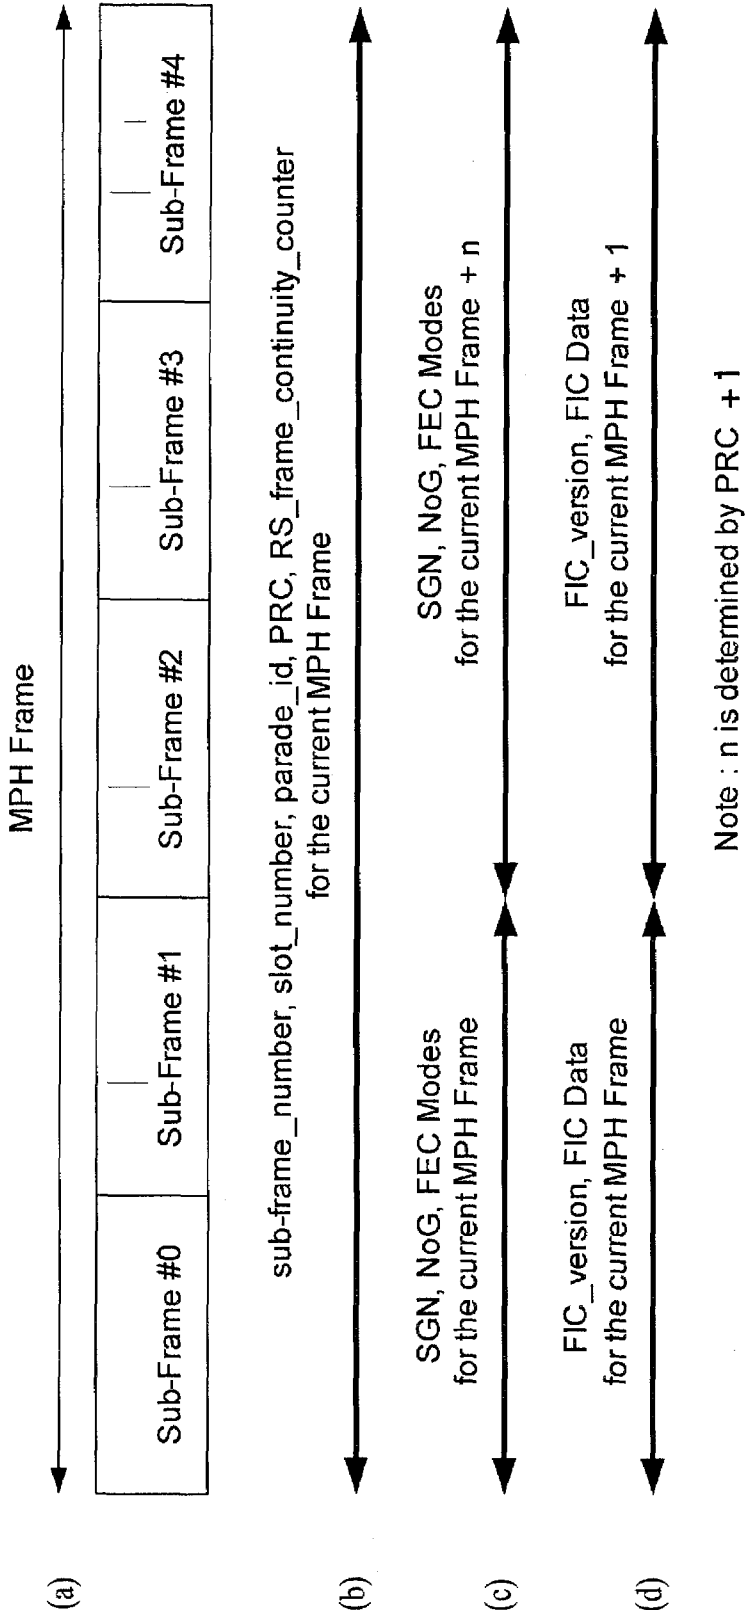 MPH Frame
(a)
Sub-Frame #0
Sub-Frame #1
Sub-Frame #2
Sub-Frame #3
Sub-Frame #4
sub-frame_number, slot_number, parade_id, PRC, RS_frame_continuity_counter
for the current MPH Frame
(b)
SGN, NoG, FEC Modes
for the current MPH Frame
SGN, NoG, FEC Modes
for the current MPH Frame + n
(c)
FIC_version, FIC Data
for the current MPH Frame
FIC_version, FIC Data
for the current MPH Frame + 1
(d)
Note : n is determined by PRC +1